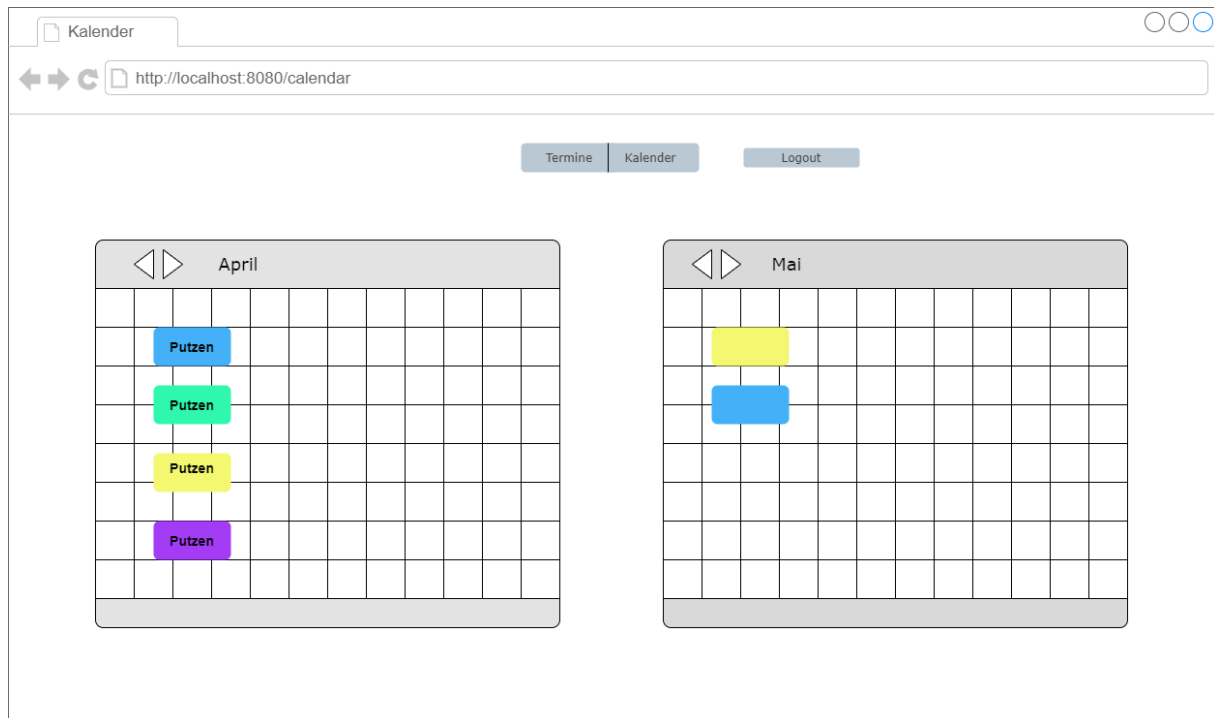 Kalender
http://localhost:8080/calendar
Termine Kalender Logout
April
Putzen
Putzen
Putzen
Putzen
Mai